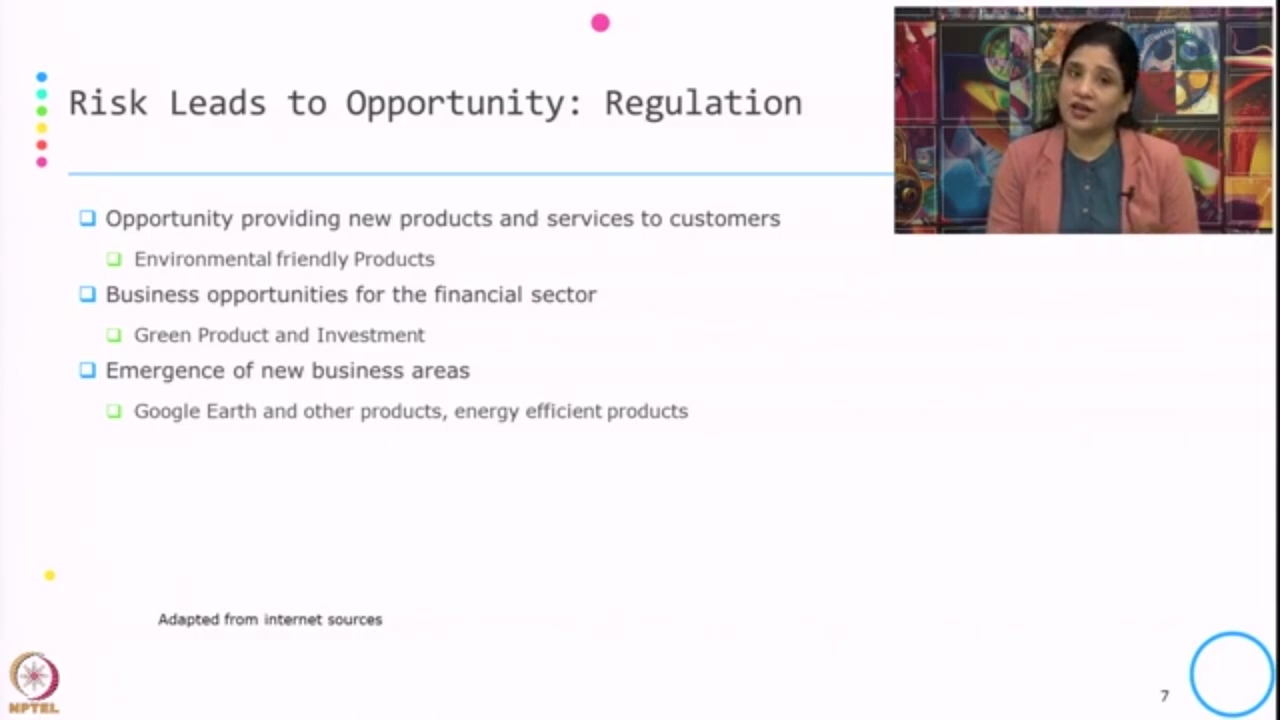 Risk Leads to Opportunity: Regulation
Opportunity providing new products and services to customers
Environmental friendly Products
Business opportunities for the financial sector
Green Product and Investment
Emergence of new business areas
Google Earth and other products, energy efficient products
Adapted from internet sources
NPTEL
7